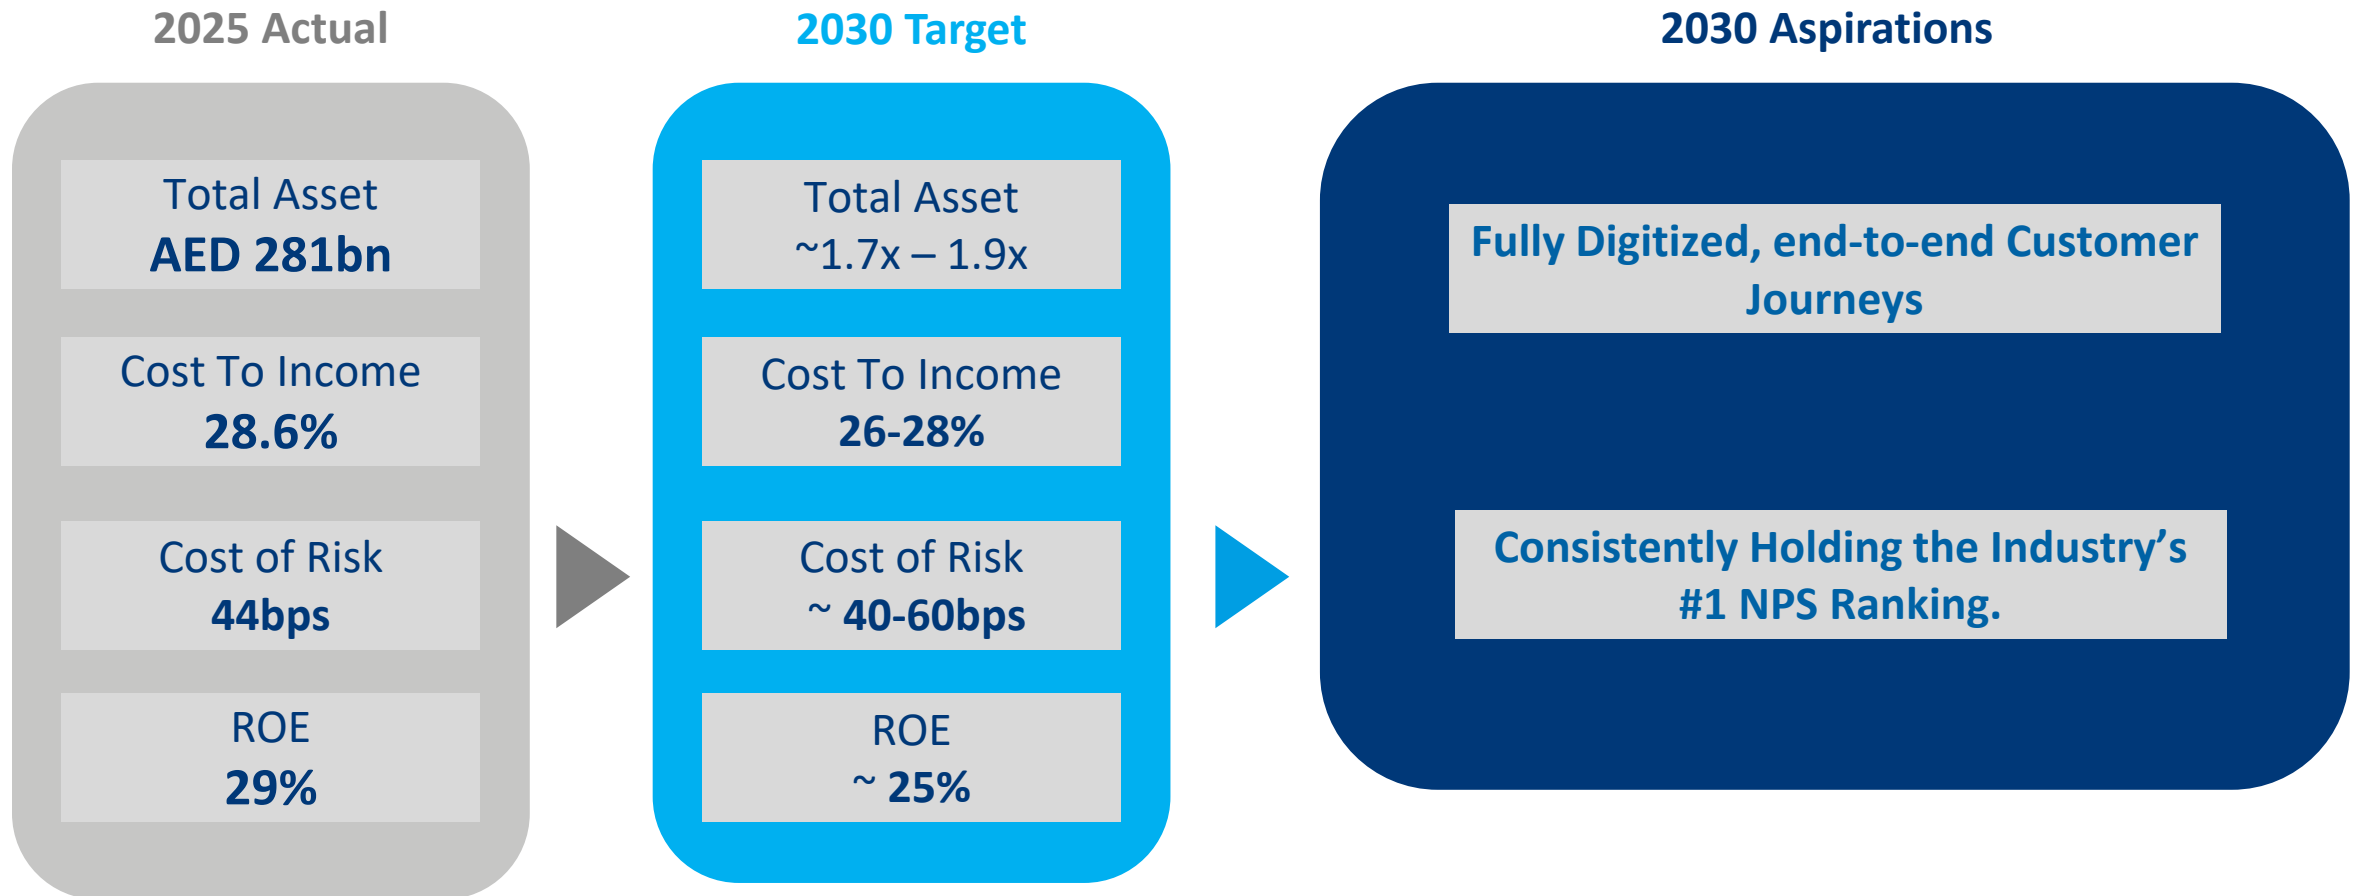 2025 Actual
Total Asset
AED 281bn
Cost To Income
28.6%
Cost of Risk
44bps
ROE
29%
2030 Target
Total Asset
~1.7x – 1.9x
Cost To Income
26-28%
Cost of Risk
~ 40-60bps
ROE
~ 25%
2030 Aspirations
Fully Digitized, end-to-end Customer
Journeys
Consistently Holding the Industry’s
#1 NPS Ranking.